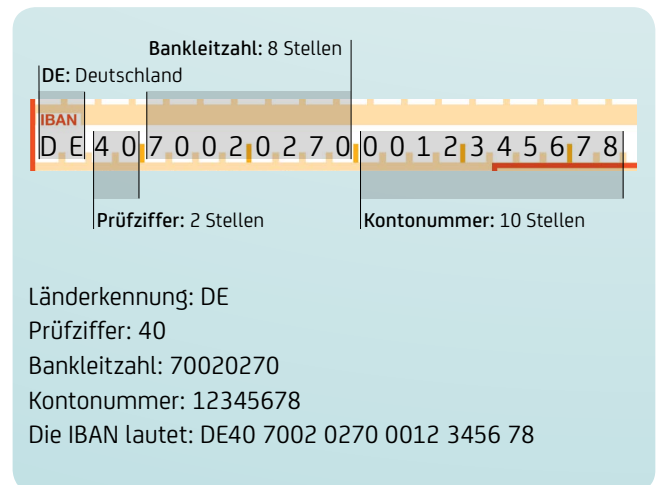 Bankleitzahl: 8 Stellen
DE: Deutschland
IBAN
D E 4 0 7 0 0 2 0 2 7 0 0 0 1 2 3 4 5 6 7 8
Prüfziffer: 2 Stellen
Kontonummer: 10 Stellen
Länderkennung: DE
Prüfziffer: 40
Bankleitzahl: 70020270
Kontonummer: 12345678
Die IBAN lautet: DE40 7002 0270 0012 3456 78